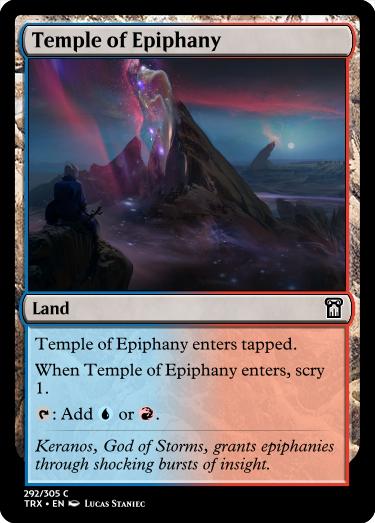 Temple of Epiphany
Land
Temple of Epiphany enters tapped.
When Temple of Epiphany enters, scry
1.
: Add or .
Keranos, God of Storms, grants epiphanies
through shocking bursts of insight.
292/305 C
TRX • EN Lucas Staniec